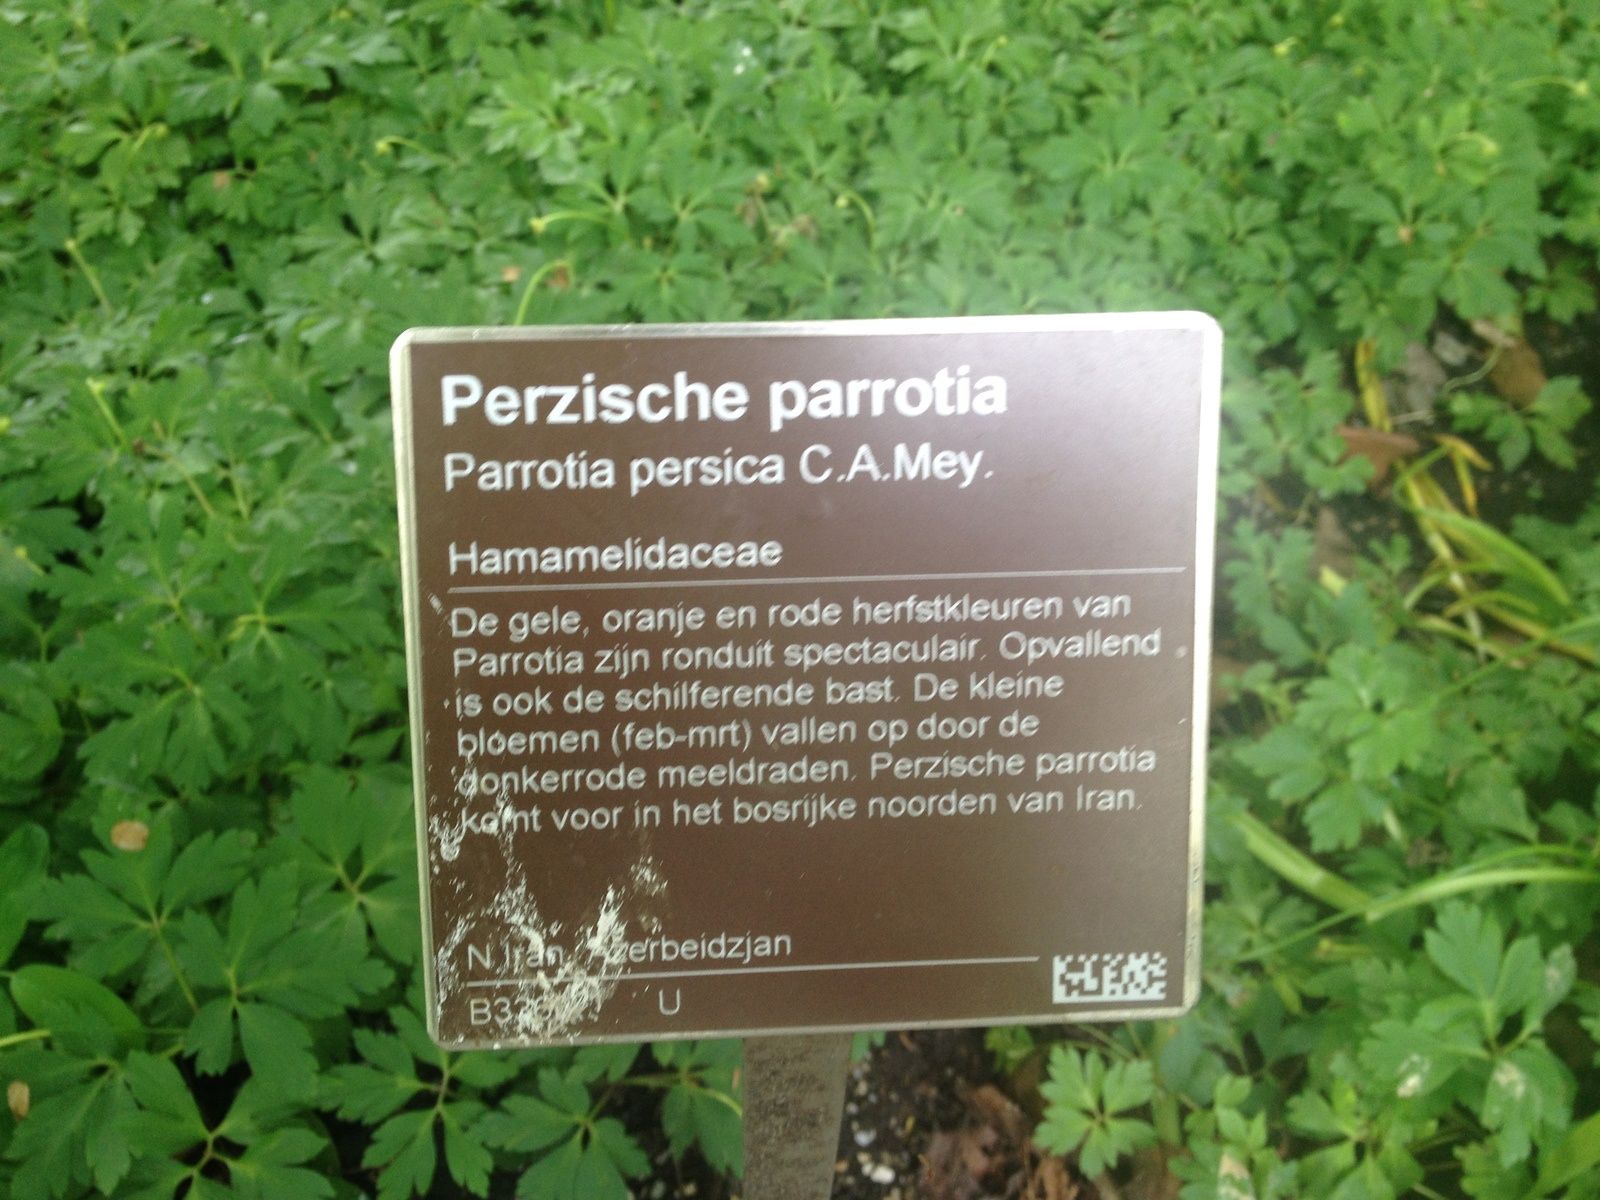 Perzische parrotia
Parrotia persica C.A.Mey.
Hamamelidaceae
De gele, oranje en rode herfstkleuren van
Parrotia zijn ronduit spectaculair. Opvallend
is ook de schilferende bast. De kleine
bloemen (feb-mrt) vallen op door de
donkerrode meeldraden. Perzische parrotia
komt voor in het bosrijke noorden van Iran.
N.Iran, Azerbeidzjan
U